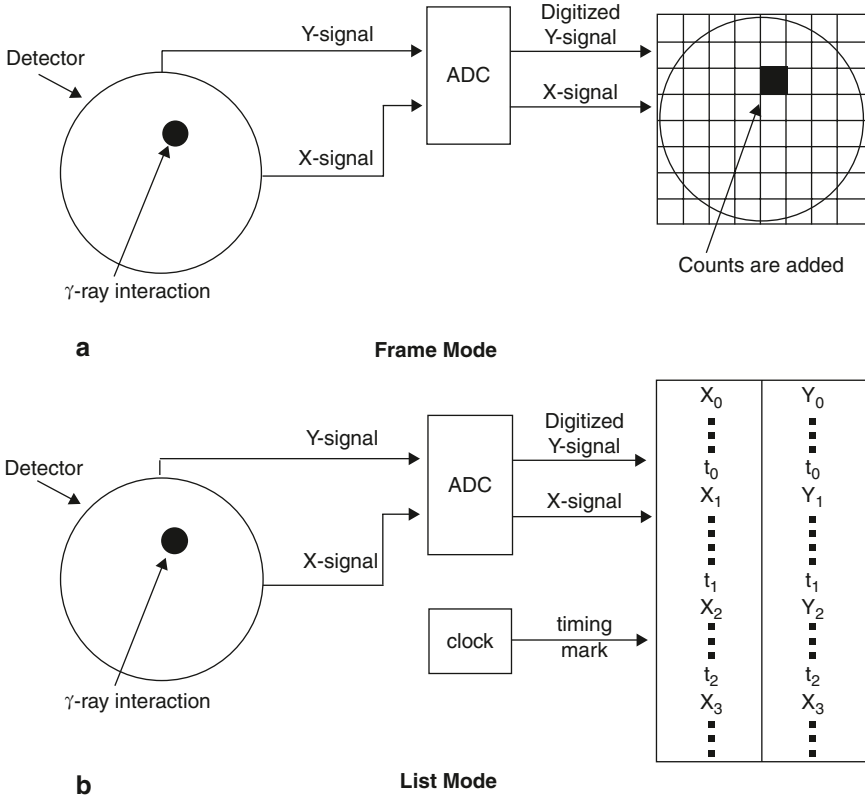 Detector
Y-signal
X-signal
ADC
Digitized
Y-signal
X-signal
γ-ray interaction
Counts are added
a
Frame Mode
Detector
Y-signal
X-signal
ADC
Digitized
Y-signal
X-signal
clock
timing
mark
γ-ray interaction
X₀ Y₀
t₀ t₀
X₁ Y₁
t₁ t₁
X₂ Y₂
t₂ t₂
X₃ X₃
b
List Mode